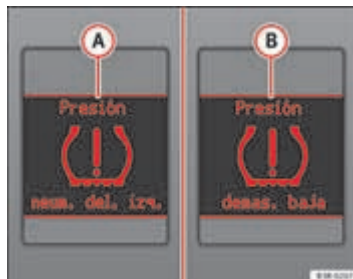 A
B
Presión
neum. del. izq.
Presión
demas. baja